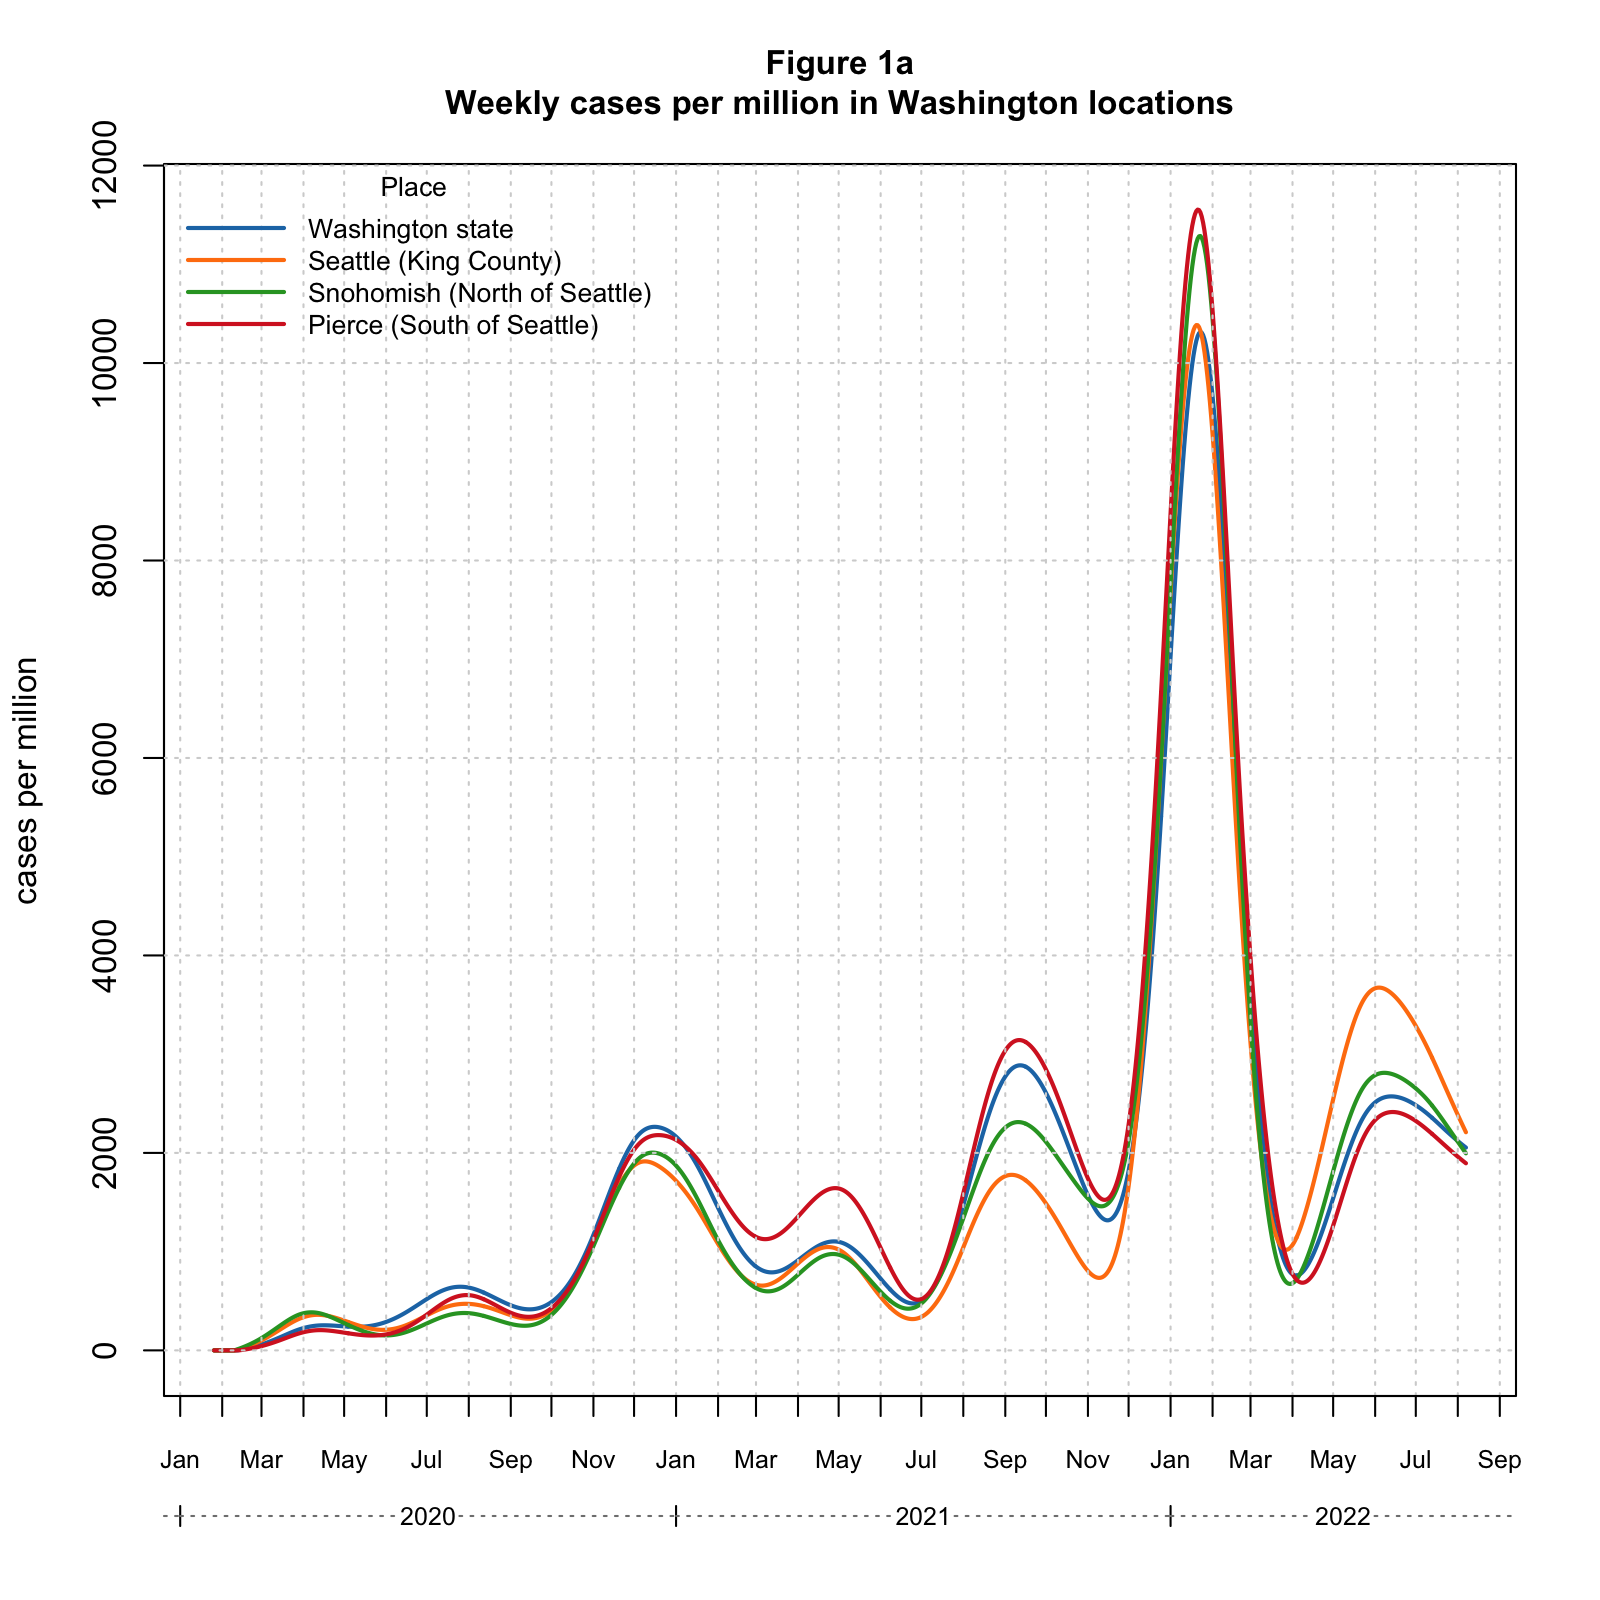 Figure 1a
Weekly cases per million in Washington locations
Place
Washington state
Seattle (King County)
Snohomish (North of Seattle)
Pierce (South of Seattle)
cases per million
12000
10000
8000
6000
4000
2000
0
Jan Mar May Jul Sep Nov Jan Mar May Jul Sep Nov Jan Mar May Jul Sep
2020 2021 2022